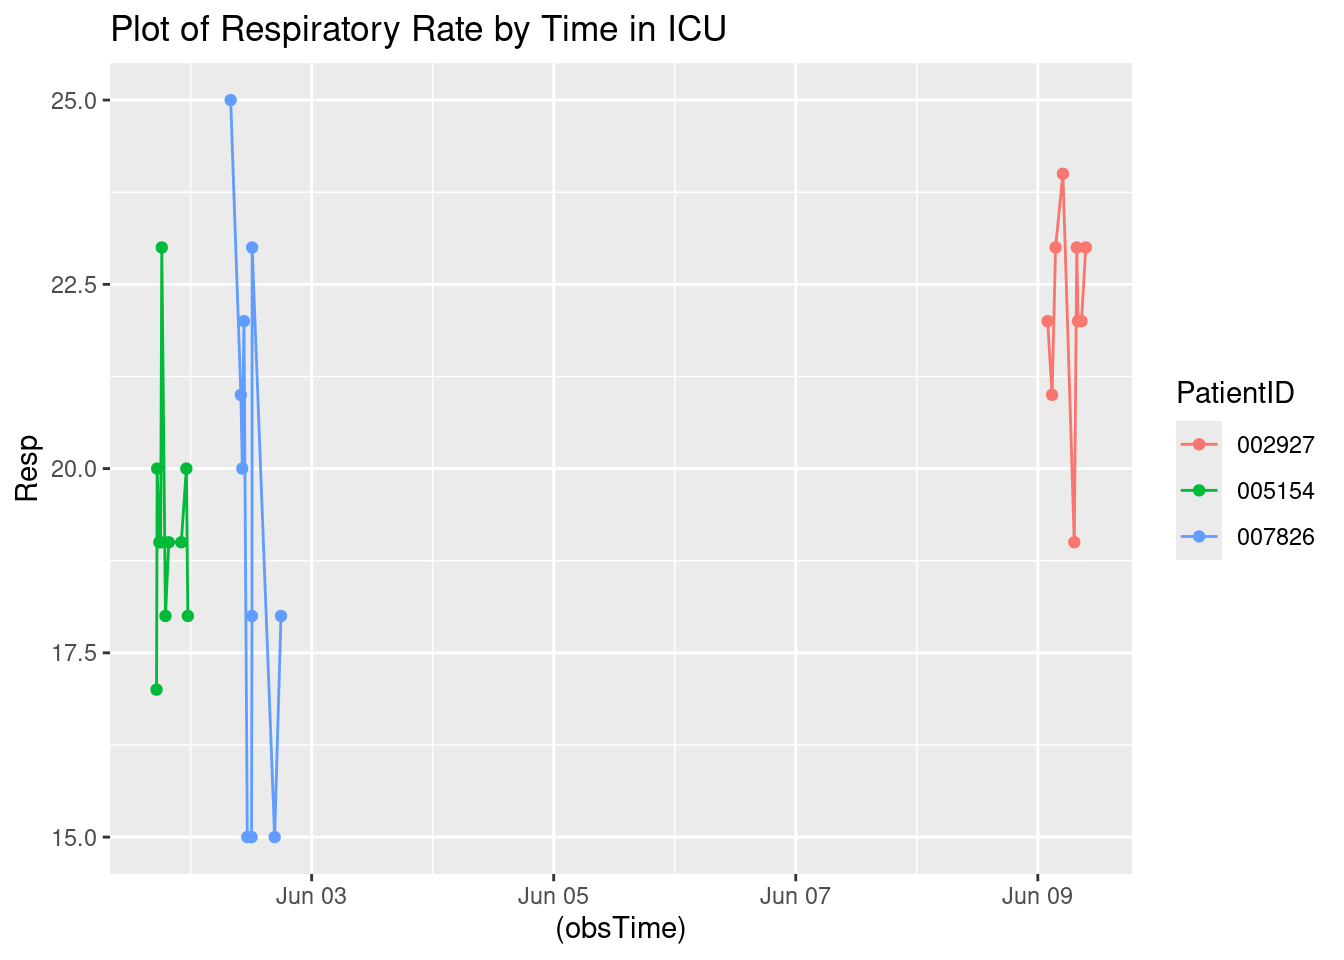 Plot of Respiratory Rate by Time in ICU
25.0
22.5
20.0
17.5
15.0
Resp
Jun 03 Jun 05 Jun 07 Jun 09
(obsTime)
PatientID
002927
005154
007826